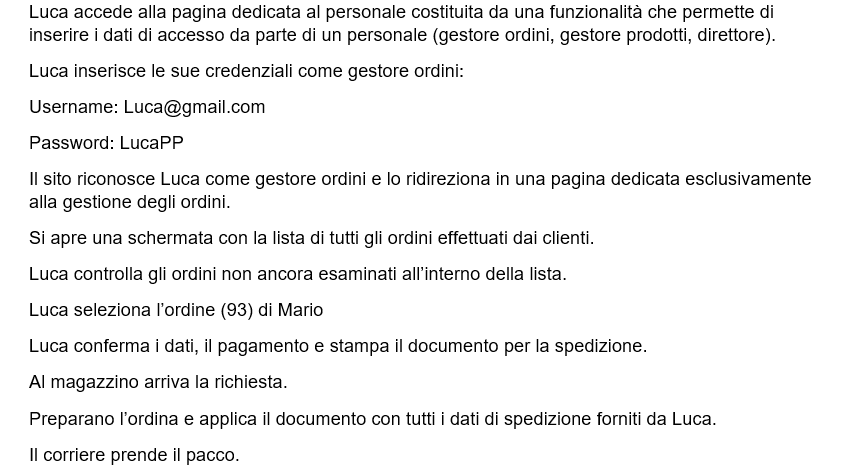 Luca accede alla pagina dedicata al personale costituita da una funzionalità che permette di
inserire i dati di accesso da parte di un personale (gestore ordini, gestore prodotti, direttore).
Luca inserisce le sue credenziali come gestore ordini:
Username: Luca@gmail.com
Password: LucaPP
Il sito riconosce Luca come gestore ordini e lo ridireziona in una pagina dedicata esclusivamente
alla gestione degli ordini.
Si apre una schermata con la lista di tutti gli ordini effettuati dai clienti.
Luca controlla gli ordini non ancora esaminati all’interno della lista.
Luca seleziona l’ordine (93) di Mario
Luca conferma i dati, il pagamento e stampa il documento per la spedizione.
Al magazzino arriva la richiesta.
Preparano l’ordina e applica il documento con tutti i dati di spedizione forniti da Luca.
Il corriere prende il pacco.